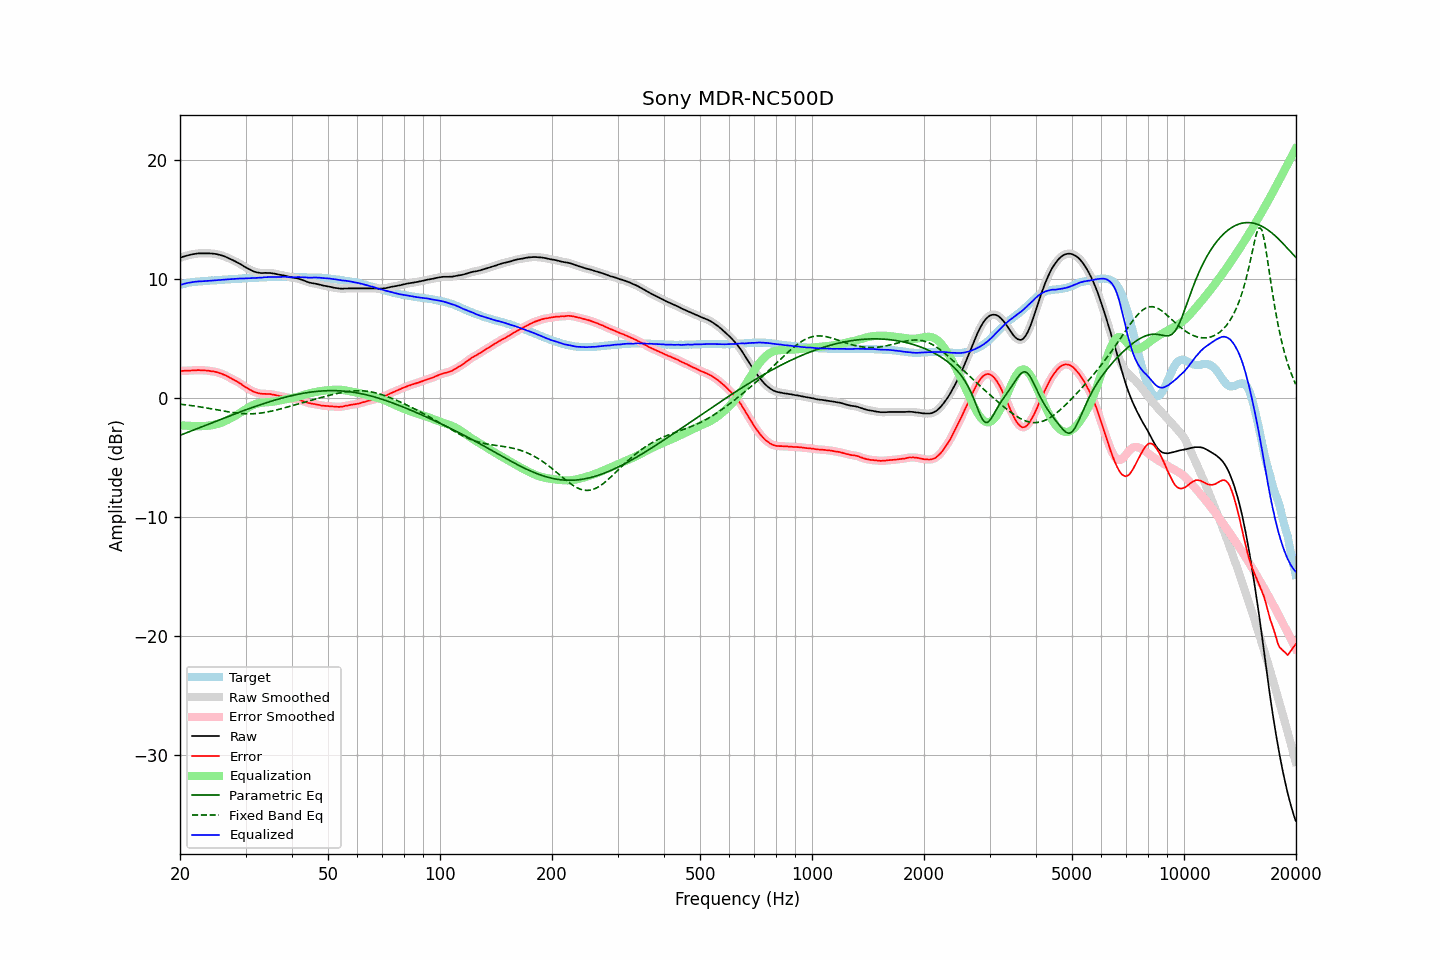 Sony MDR-NC500D
Amplitude (dBr)
20
10
0
−10
−20
−30
Target
Raw Smoothed
Error Smoothed
Raw
Error
Equalization
Parametric Eq
Fixed Band Eq
Equalized
20 50 100 200 500 1000 2000 5000 10000 20000
Frequency (Hz)